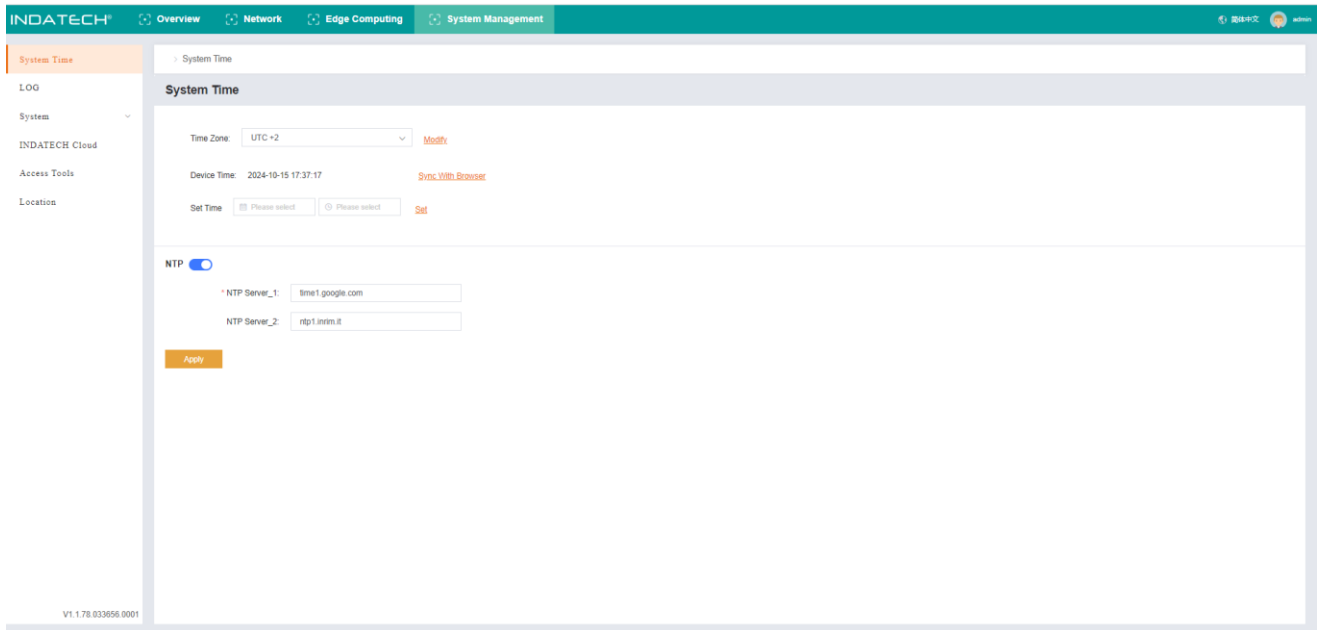 INDATECH® Overview Network Edge Computing System Management 简体中文 admin
System Time
LOG
System
INDATECH Cloud
Access Tools
Location
V1.1.78.033656.0001
> System Time
System Time
Time Zone: UTC +2 Modify
Device Time: 2024-10-15 17:37:17 Sync With Browser
Set Time Please select Please select Set
NTP
* NTP Server_1: time1.google.com
NTP Server_2: ntp1.inrim.it
Apply